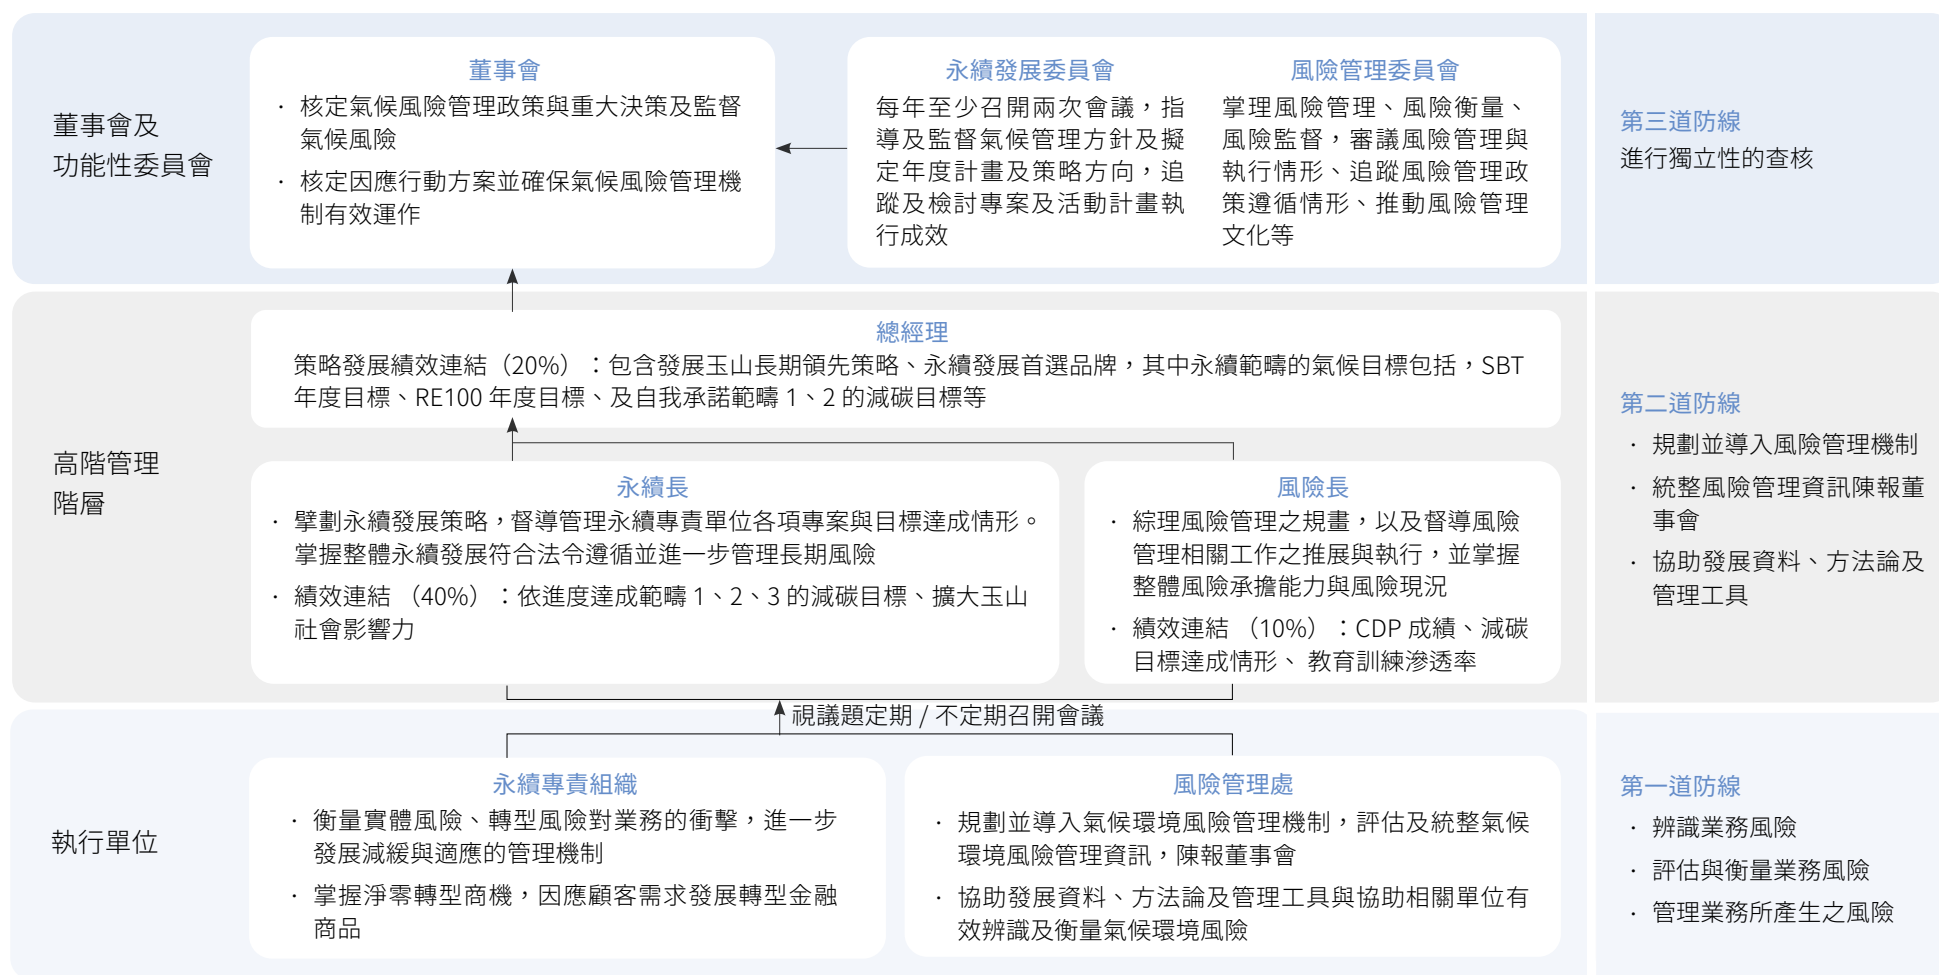 董事會及
功能性委員會
董事會
· 核定氣候風險管理政策與重大決策及監督
氣候風險
· 核定因應行動方案並確保氣候風險管理機
制有效運作
永續發展委員會
每年至少召開兩次會議，指
導及監督氣候管理方針及擬
定年度計畫及策略方向，追
蹤及檢討專案及活動計畫執
行成效
風險管理委員會
掌理風險管理、風險衡量、
風險監督，審議風險管理與
執行情形、追蹤風險管理政
策遵循情形、推動風險管理
文化等
第三道防線
進行獨立性的查核
高階管理
階層
總經理
策略發展績效連結（20%）：包含發展玉山長期領先策略、永續發展首選品牌，其中永續範疇的氣候目標包括，SBT
年度目標、RE100 年度目標、及自我承諾範疇 1、2 的減碳目標等
永續長
· 擘劃永續發展策略，督導管理永續專責單位各項專案與目標達成情形。
掌握整體永續發展符合法令遵循並進一步管理長期風險
· 績效連結 （40%）：依進度達成範疇 1、2、3 的減碳目標、擴大玉山
社會影響力
風險長
· 綜理風險管理之規畫，以及督導風險
管理相關工作之推展與執行，並掌握
整體風險承擔能力與風險現況
· 績效連結 （10%）：CDP 成績、減碳
目標達成情形、 教育訓練滲透率
第二道防線
· 規劃並導入風險管理機制
· 統整風險管理資訊陳報董
事會
· 協助發展資料、方法論及
管理工具
視議題定期 / 不定期召開會議
執行單位
永續專責組織
· 衡量實體風險、轉型風險對業務的衝擊，進一步
發展減緩與適應的管理機制
· 掌握淨零轉型商機，因應顧客需求發展轉型金融
商品
風險管理處
· 規劃並導入氣候環境風險管理機制，評估及統整氣候
環境風險管理資訊，陳報董事會
· 協助發展資料、方法論及管理工具與協助相關單位有
效辨識及衡量氣候環境風險
第一道防線
· 辨識業務風險
· 評估與衡量業務風險
· 管理業務所產生之風險